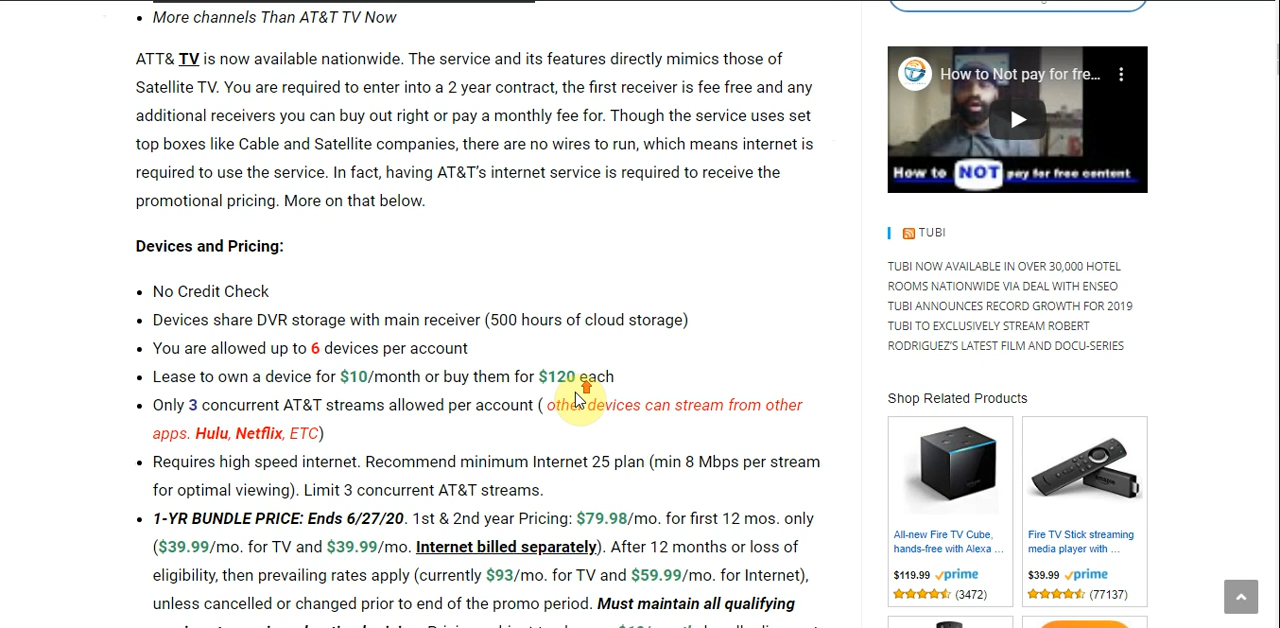 More channels Than AT&T TV Now
ATT& TV is now available nationwide. The service and its features directly mimics those of
Satellite TV. You are required to enter into a 2 year contract, the first receiver is fee free and any
additional receivers you can buy out right or pay a monthly fee for. Though the service uses set
top boxes like Cable and Satellite companies, there are no wires to run, which means internet is
required to use the service. In fact, having AT&T's internet service is required to receive the
promotional pricing. More on that below.
Devices and Pricing:
No Credit Check
Devices share DVR storage with main receiver (500 hours of cloud storage)
You are allowed up to 6 devices per account
Lease to own a device for $10/month or buy them for $120 each
Only 3 concurrent AT&T streams allowed per account ( other devices can stream from other
apps. Hulu, Netflix, ETC)
Requires high speed internet. Recommend minimum Internet 25 plan (min 8 Mbps per stream
for optimal viewing). Limit 3 concurrent AT&T streams.
1-YR BUNDLE PRICE: Ends 6/27/20. 1st & 2nd year Pricing: $79.98/mo. for first 12 mos. only
($39.99/mo. for TV and $39.99/mo. Internet billed separately). After 12 months or loss of
eligibility, then prevailing rates apply (currently $93/mo. for TV and $59.99/mo. for Internet),
unless cancelled or changed prior to end of the promo period. Must maintain all qualifying
How to Not pay for fre...
How to NOT pay for free content
TUBI
TUBI NOW AVAILABLE IN OVER 30,000 HOTEL
ROOMS NATIONWIDE VIA DEAL WITH ENSEO
TUBI ANNOUNCES RECORD GROWTH FOR 2019
TUBI TO EXCLUSIVELY STREAM ROBERT
RODRIGUEZ'S LATEST FILM AND DOCU-SERIES
Shop Related Products
All-new Fire TV Cube,
hands-free with Alexa ...
$119.99 prime
(3472)
Fire TV Stick streaming
media player with ...
$39.99 prime
(77137)